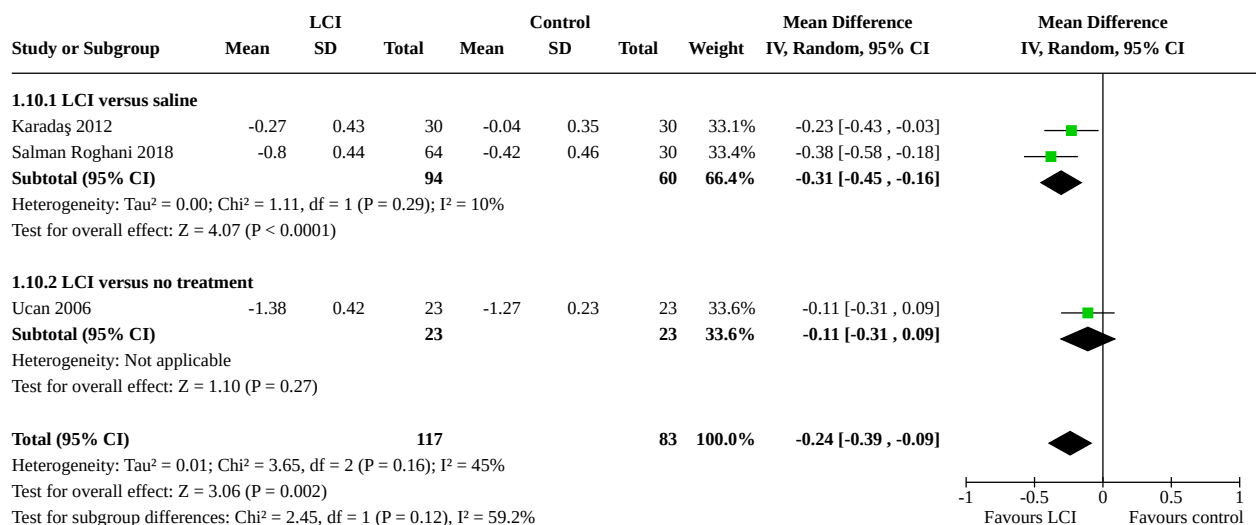 LCI Control Mean Difference Mean Difference
Study or Subgroup Mean SD Total Mean SD Total Weight IV, Random, 95% CI IV, Random, 95% CI
1.10.1 LCI versus saline
Karadaş 2012 -0.27 0.43 30 -0.04 0.35 30 33.1% -0.23 [-0.43 , -0.03]
Salman Roghani 2018 -0.8 0.44 64 -0.42 0.46 30 33.4% -0.38 [-0.58 , -0.18]
Subtotal (95% CI) 94 60 66.4% -0.31 [-0.45 , -0.16]
Heterogeneity: Tau² = 0.00; Chi² = 1.11, df = 1 (P = 0.29); I² = 10%
Test for overall effect: Z = 4.07 (P < 0.0001)
1.10.2 LCI versus no treatment
Ucan 2006 -1.38 0.42 23 -1.27 0.23 23 33.6% -0.11 [-0.31 , 0.09]
Subtotal (95% CI) 23 23 33.6% -0.11 [-0.31 , 0.09]
Heterogeneity: Not applicable
Test for overall effect: Z = 1.10 (P = 0.27)
Total (95% CI) 117 83 100.0% -0.24 [-0.39 , -0.09]
Heterogeneity: Tau² = 0.01; Chi² = 3.65, df = 2 (P = 0.16); I² = 45%
Test for overall effect: Z = 3.06 (P = 0.002)
-1 -0.5 0 0.5 1
Test for subgroup differences: Chi² = 2.45, df = 1 (P = 0.12), I² = 59.2%
Favours LCI Favours control